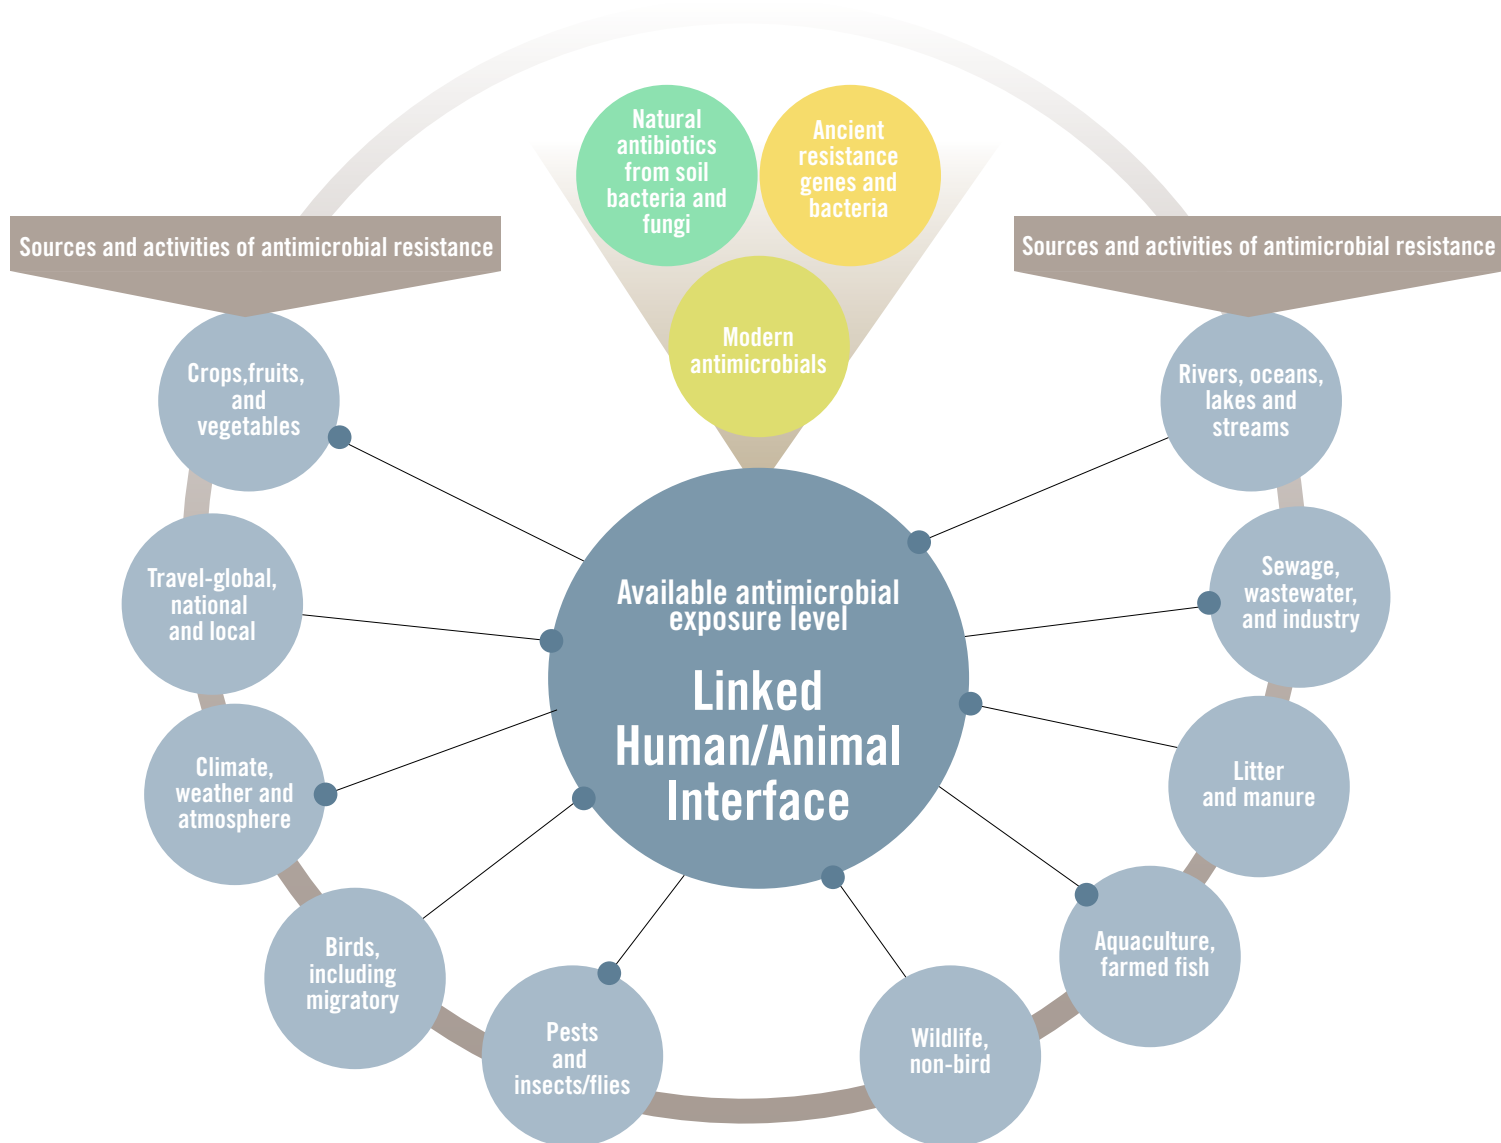 Natural
antibiotics
from soil
bacteria and
fungi
Ancient
resistance
genes and
bacteria
Sources and activities of antimicrobial resistance
Sources and activities of antimicrobial resistance
Modern
antimicrobials
Crops,fruits,
and
vegetables
Rivers, oceans,
lakes and
streams
Travel-global,
national
and local
Sewage,
wastewater,
and industry
Available antimicrobial
exposure level
Linked
Human/Animal
Interface
Climate,
weather and
atmosphere
Litter
and manure
Birds,
including
migratory
Aquaculture,
farmed fish
Pests
and
insects/flies
Wildlife,
non-bird